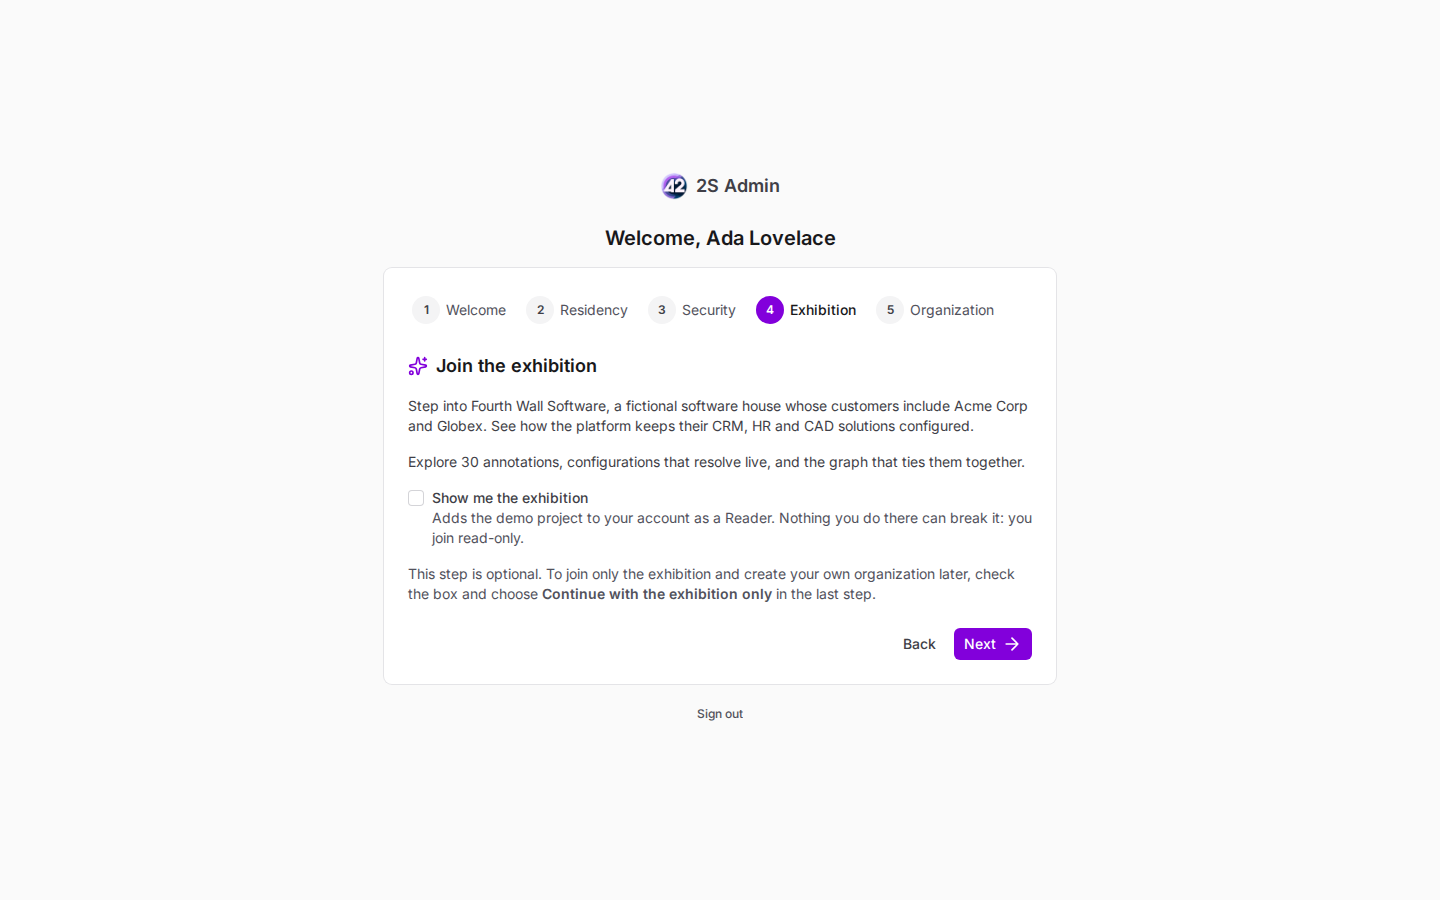 42 2S Admin
Welcome, Ada Lovelace
1 Welcome 2 Residency 3 Security 4 Exhibition 5 Organization
Join the exhibition
Step into Fourth Wall Software, a fictional software house whose customers include Acme Corp
and Globex. See how the platform keeps their CRM, HR and CAD solutions configured.
Explore 30 annotations, configurations that resolve live, and the graph that ties them together.
Show me the exhibition
Adds the demo project to your account as a Reader. Nothing you do there can break it: you
join read-only.
This step is optional. To join only the exhibition and create your own organization later, check
the box and choose Continue with the exhibition only in the last step.
Back Next
Sign out